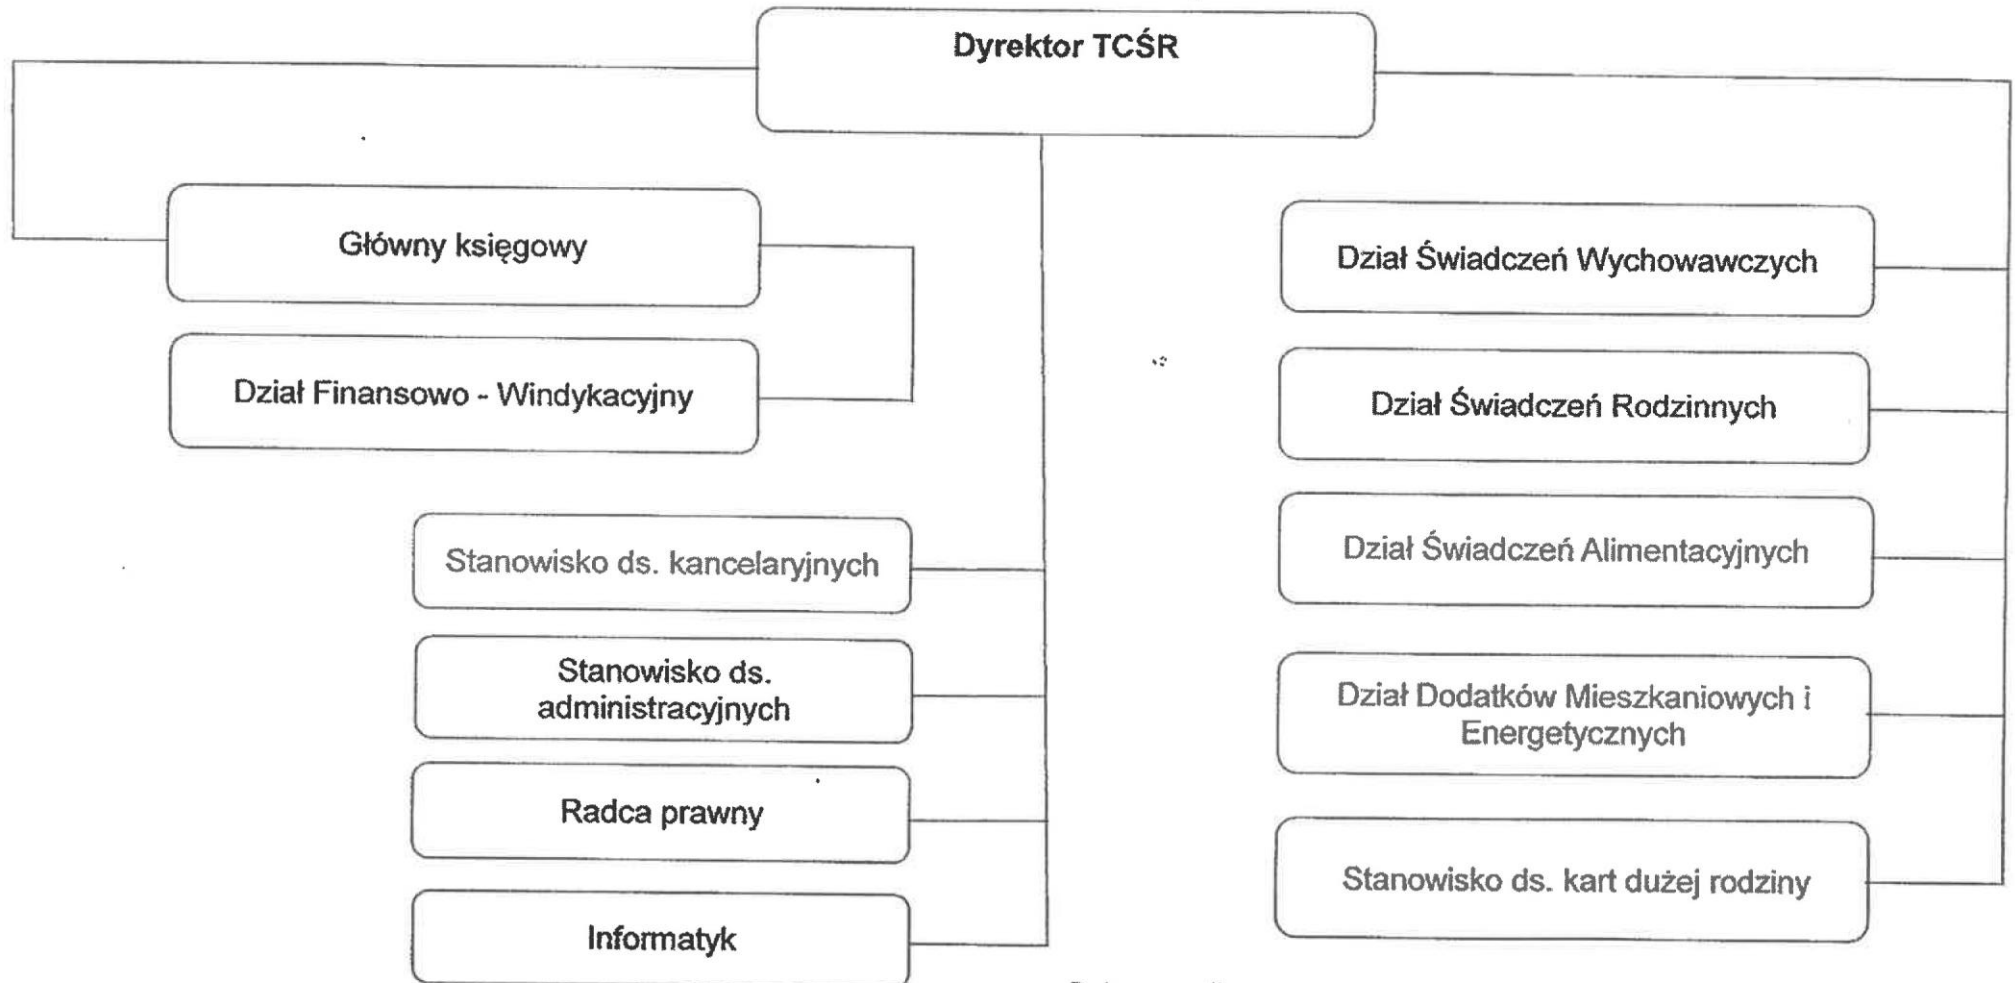 Dyrektor TCŚR
Główny księgowy
Dział Finansowo - Windykacyjny
Stanowisko ds. kancelaryjnych
Stanowisko ds.
administracyjnych
Radca prawny
Informatyk
Dział Świadczeń Wychowawczych
Dział Świadczeń Rodzinnych
Dział Świadczeń Alimentacyjnych
Dział Dodatków Mieszkaniowych i
Energetycznych
Stanowisko ds. kart dużej rodziny